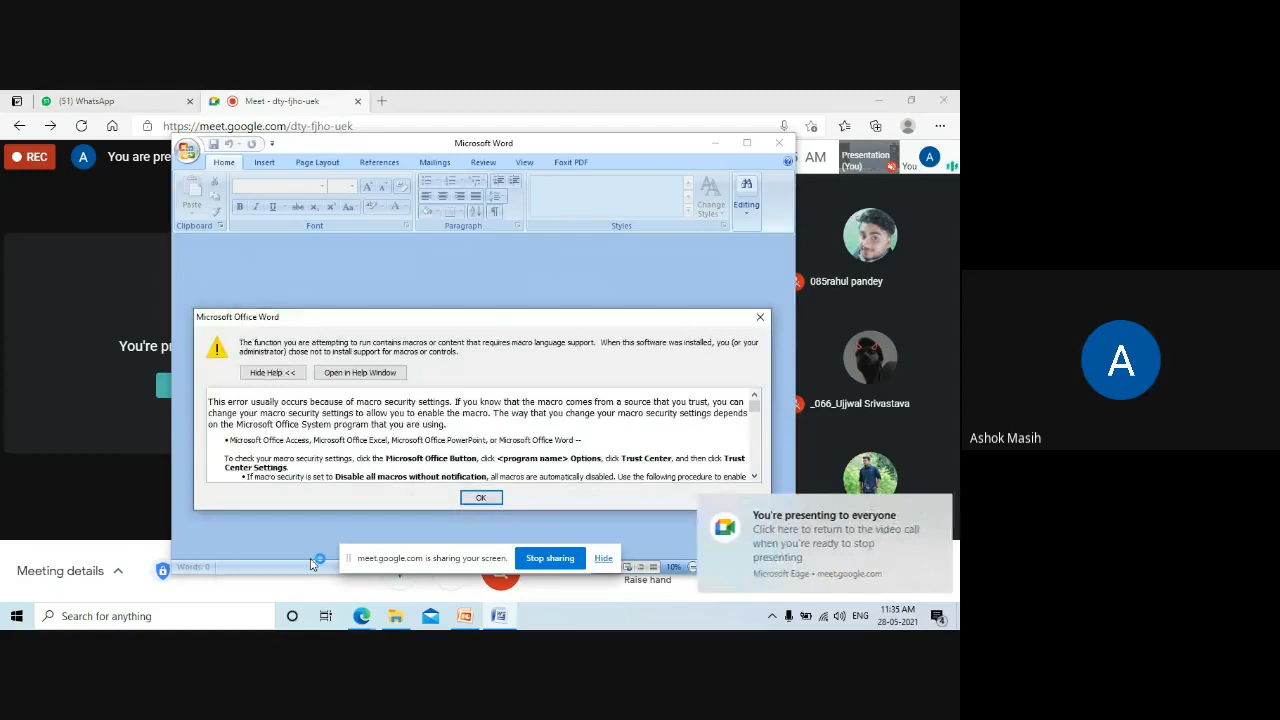 (51) WhatsApp
Meet - dty-fjho-uek
https://meet.google.com/dty-fjho-uek
REC
A
You are pre
Microsoft Word
AM
Presentation
(You)
You
A
Home
Insert
Page Layout
References
Mailings
Review
View
Foxit PDF
Paste
Change
Styles
Editing
Clipboard
Font
Paragraph
Styles
085rahul pandey
You're p
Microsoft Office Word
The function you are attempting to run contains macros or content that requires macro language support. When this software was installed, you (or your
administrator) chose not to install support for macros or controls.
Hide Help <<
Open in Help Window
This error usually occurs because of macro security settings. If you know that the macro comes from a source that you trust, you can
change your macro security settings to allow you to enable the macro. The way that you change your macro security settings depends
on the Microsoft Office System program that you are using.
• Microsoft Office Access, Microsoft Office Excel, Microsoft Office PowerPoint, or Microsoft Office Word --
To check your macro security settings, click the Microsoft Office Button, click <program name> Options, click Trust Center, and then click Trust
Center Settings.
• If macro security is set to Disable all macros without notification, all macros are automatically disabled. Use the following procedure to enable
OK
_066_Ujjwal Srivastava
A
Ashok Masih
You're presenting to everyone
Click here to return to the video call
when you're ready to stop
presenting
Microsoft Edge • meet.google.com
meet.google.com is sharing your screen.
Stop sharing
Hide
Words: 0
10%
Meeting details
Raise hand
Search for anything
ENG
11:35 AM
28-05-2021
4